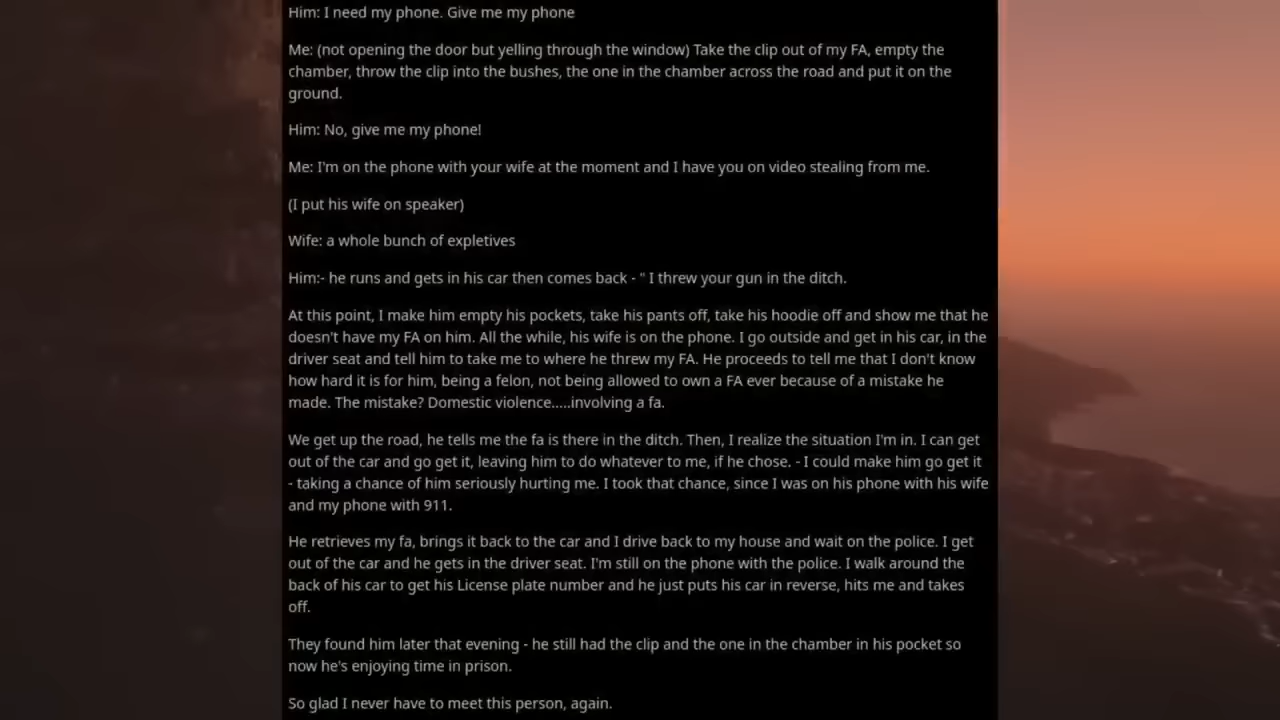 Him: I need my phone. Give me my phone
Me: (not opening the door but yelling through the window) Take the clip out of my FA, empty the
chamber, throw the clip into the bushes, the one in the chamber across the road and put it on the
ground.
Him: No, give me my phone!
Me: I'm on the phone with your wife at the moment and I have you on video stealing from me.
(I put his wife on speaker)
Wife: a whole bunch of expletives
Him:- he runs and gets in his car then comes back - " I threw your gun in the ditch.
At this point, I make him empty his pockets, take his pants off, take his hoodie off and show me that he
doesn't have my FA on him. All the while, his wife is on the phone. I go outside and get in his car, in the
driver seat and tell him to take me to where he threw my FA. He proceeds to tell me that I don't know
how hard it is for him, being a felon, not being allowed to own a FA ever because of a mistake he
made. The mistake? Domestic violence.....involving a fa.
We get up the road, he tells me the fa is there in the ditch. Then, I realize the situation I'm in. I can get
out of the car and go get it, leaving him to do whatever to me, if he chose. - I could make him go get it
- taking a chance of him seriously hurting me. I took that chance, since I was on his phone with his wife
and my phone with 911.
He retrieves my fa, brings it back to the car and I drive back to my house and wait on the police. I get
out of the car and he gets in the driver seat. I'm still on the phone with the police. I walk around the
back of his car to get his License plate number and he just puts his car in reverse, hits me and takes
off.
They found him later that evening - he still had the clip and the one in the chamber in his pocket so
now he's enjoying time in prison.
So glad I never have to meet this person, again.